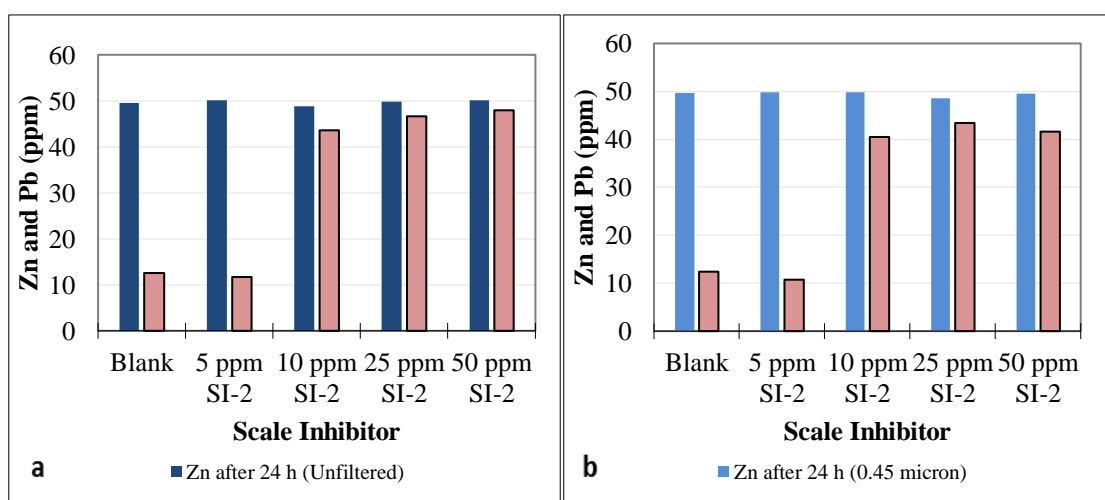 Zn and Pb (ppm)
60
50
40
30
20
10
0
Blank 5 ppm 10 ppm 25 ppm 50 ppm
SI-2 SI-2 SI-2 SI-2
Scale Inhibitor
a
Zn after 24 h (Unfiltered)
Zn and Pb (ppm)
60
50
40
30
20
10
0
Blank 5 ppm 10 ppm 25 ppm 50 ppm
SI-2 SI-2 SI-2 SI-2
Scale Inhibitor
b
Zn after 24 h (0.45 micron)